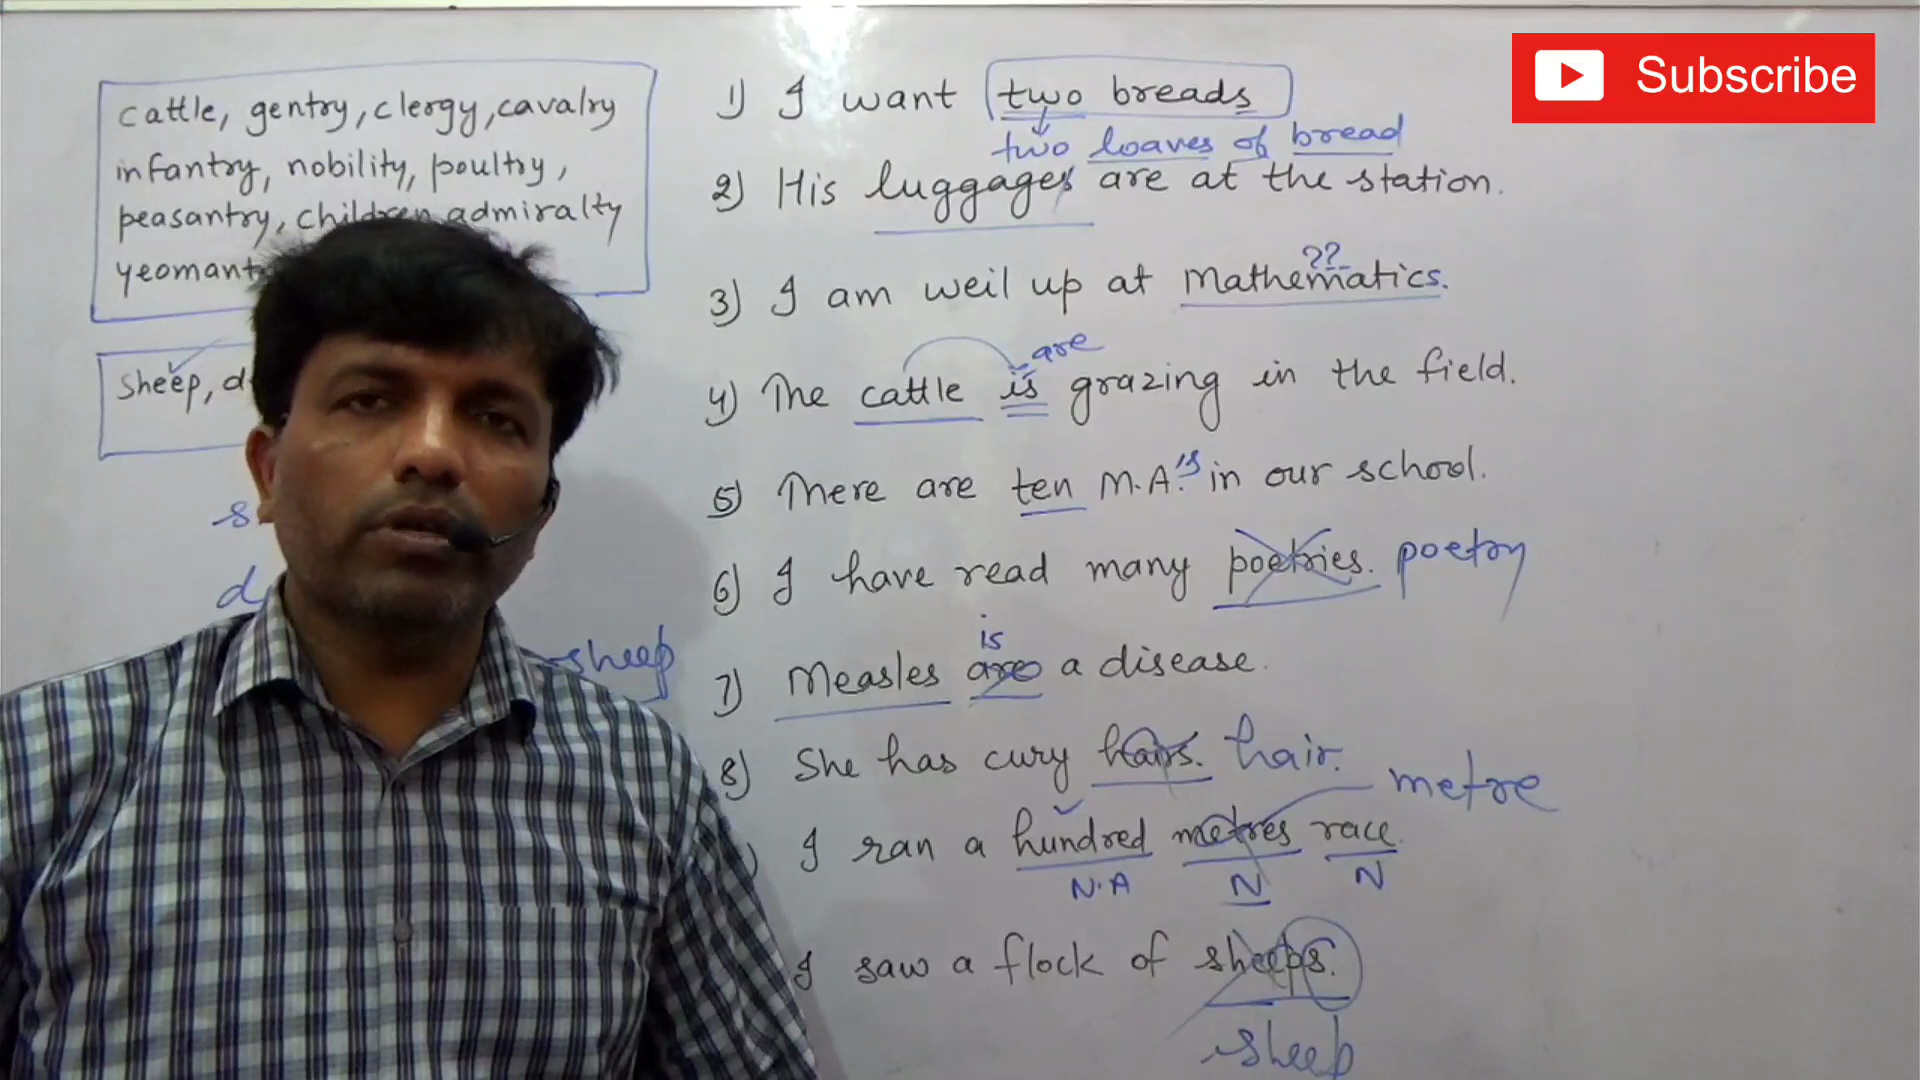 Subscribe
cattle, gentry, clergy, cavalry
infantry, nobility, poultry,
peasantry, children, admiralty
Sheep,
sheep
1) I want two breads
two loaves of bread
2) His luggages are at the station.
??
3) I am weil up at Mathematics.
are
4) The cattle is grazing in the field.
5) There are ten M.A.'s in our school.
6) I have read many poetries. poetry
is
7) Measles are a disease.
8) She has cury hairs. hair.
metre
) I ran a hundred metres race.
N.A N N
I saw a flock of sheeps.
sheep